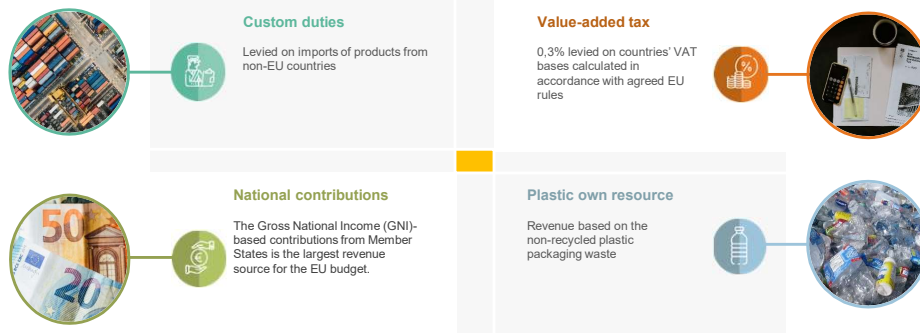 Custom duties
Levied on imports of products from
non-EU countries
Value-added tax
0,3% levied on countries' VAT
bases calculated in
accordance with agreed EU
rules
National contributions
The Gross National Income (GNI)-
based contributions from Member
States is the largest revenue
source for the EU budget.
Plastic own resource
Revenue based on the
non-recycled plastic
packaging waste
50
20